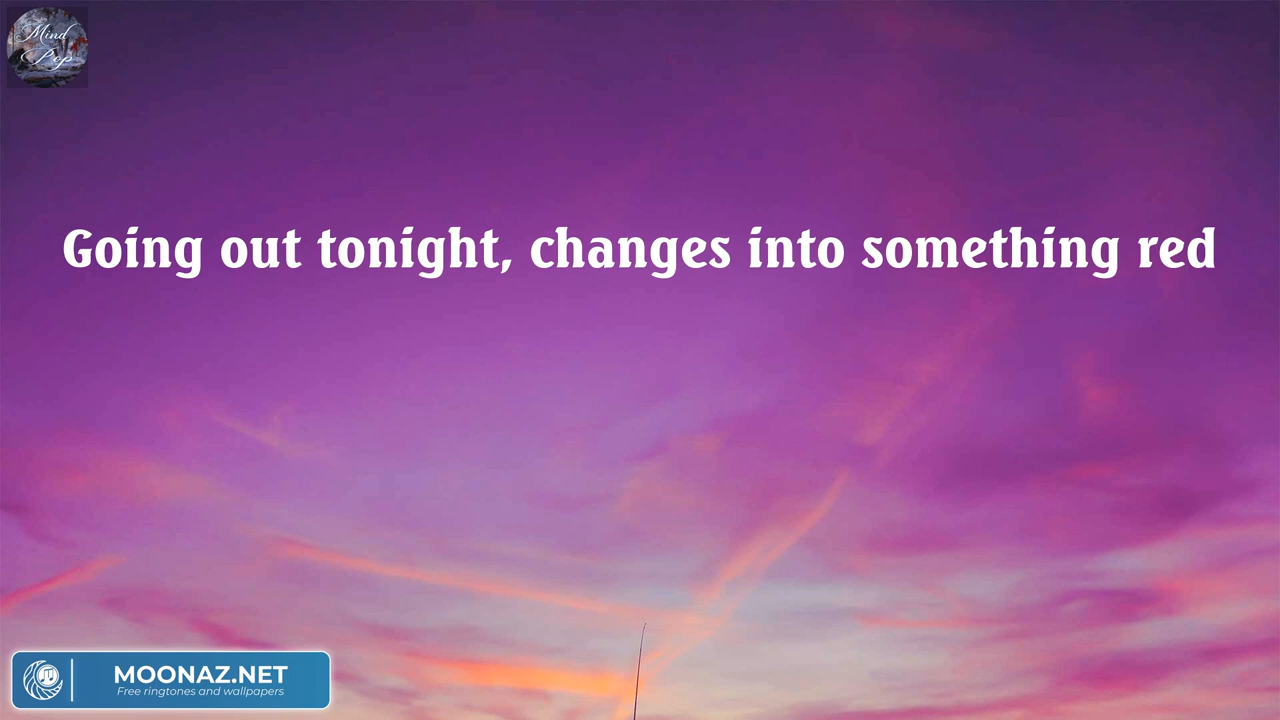 Mind
Pop
Going out tonight, changes into something red
MOONAZ.NET
Free ringtones and wallpapers